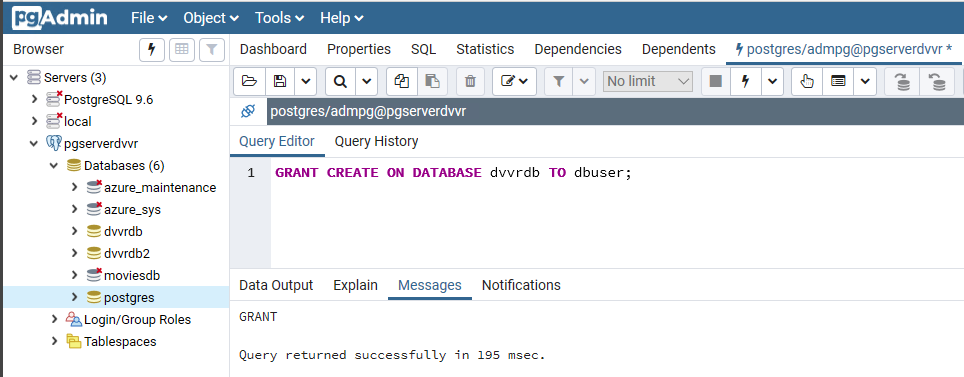 pgAdmin File Object Tools Help
Browser Dashboard Properties SQL Statistics Dependencies Dependents postgres/admpg@pgserverdvvr *
Servers (3)
PostgreSQL 9.6
local
pgserverdvvr
Databases (6)
azure_maintenance
azure_sys
dvvrdb
dvvrdb2
moviesdb
postgres
Login/Group Roles
Tablespaces
No limit
postgres/admpg@pgserverdvvr
Query Editor Query History
1 GRANT CREATE ON DATABASE dvvrdb TO dbuser;
Data Output Explain Messages Notifications
GRANT
Query returned successfully in 195 msec.